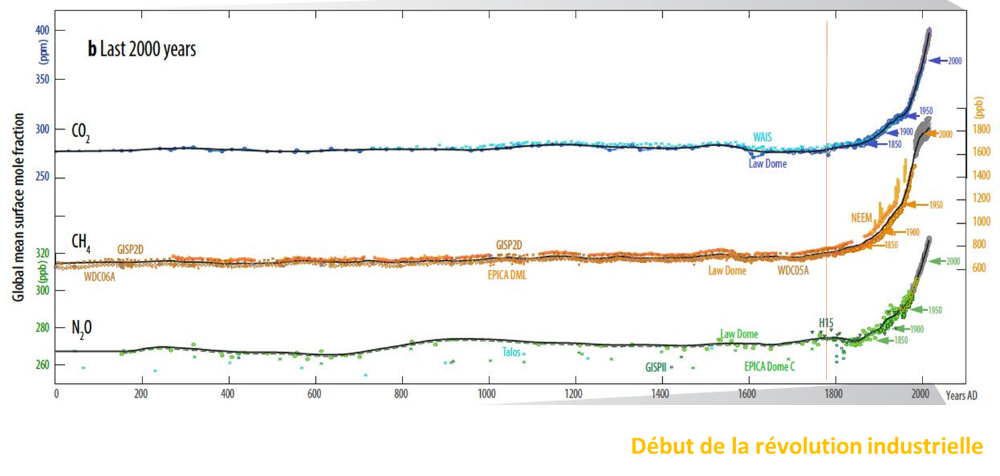 b Last 2000 years
Global mean surface mole fraction
400
(ppm)
350
300
250
320
(ppb)
300
280
260
CO2
CH4
N2O
WAIS
Law Dome
2000
1950
1900
1850
(ppb)
1800
1600
1400
1200
1000
800
600
GISP2D
WDC06A
GISP2D
EPICA DML
Law Dome
WDC05A
NEEM
2000
1950
1900
1850
Talos
GISPII
Law Dome
EPICA Dome C
H15
2000
1950
1900
1850
0 200 400 600 800 1000 1200 1400 1600 1800 2000 Years AD
Début de la révolution industrielle